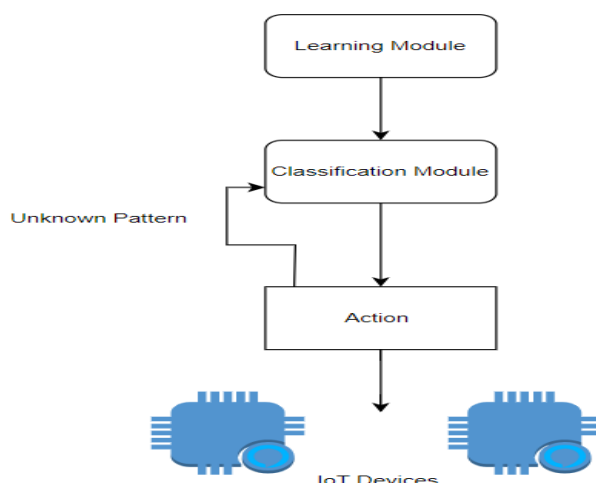 Learning Module
Classification Module
Unknown Pattern
Action
IoT Devices